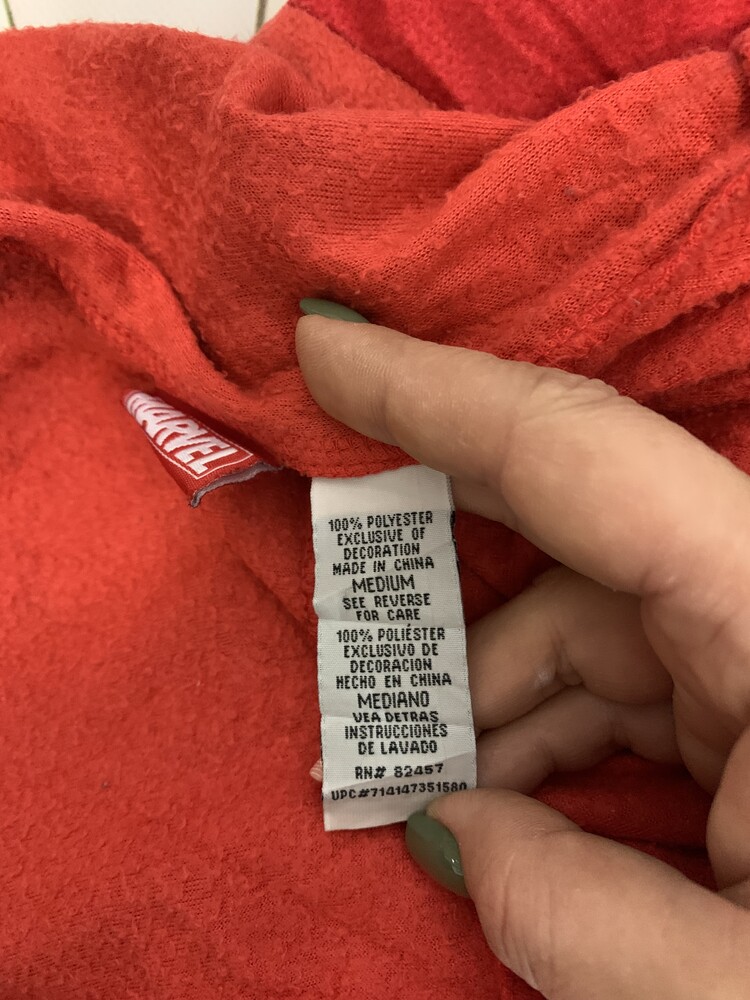 MARVEL
100% POLYESTER
EXCLUSIVE OF
DECORATION
MADE IN CHINA
MEDIUM
SEE REVERSE
FOR CARE
100% POLIÉSTER
EXCLUSIVO DE
DECORACION
HECHO EN CHINA
MEDIANO
VEA DETRAS
INSTRUCCIONES
DE LAVADO
RN# 82457
UPC#714147351580